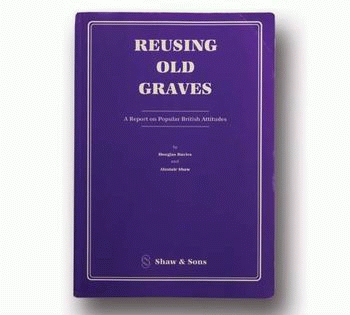 REUSING
OLD
GRAVES
A Report on Popular British Attitudes
by
Douglas Davies
and
Alastair Shaw
Shaw & Sons